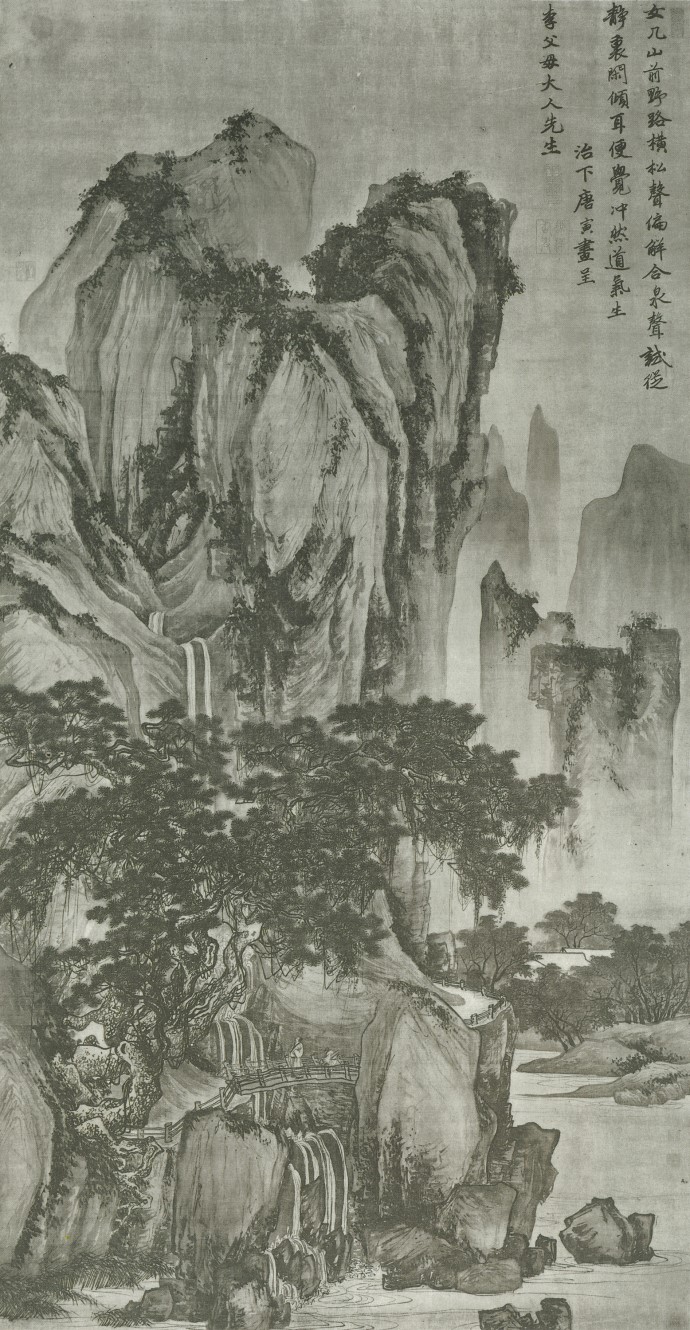 女几山前野路橫松聲偏解合泉聲試從
靜裏閑傾耳便覺冲然道氣生
治下唐寅畫呈
李父母大人先生